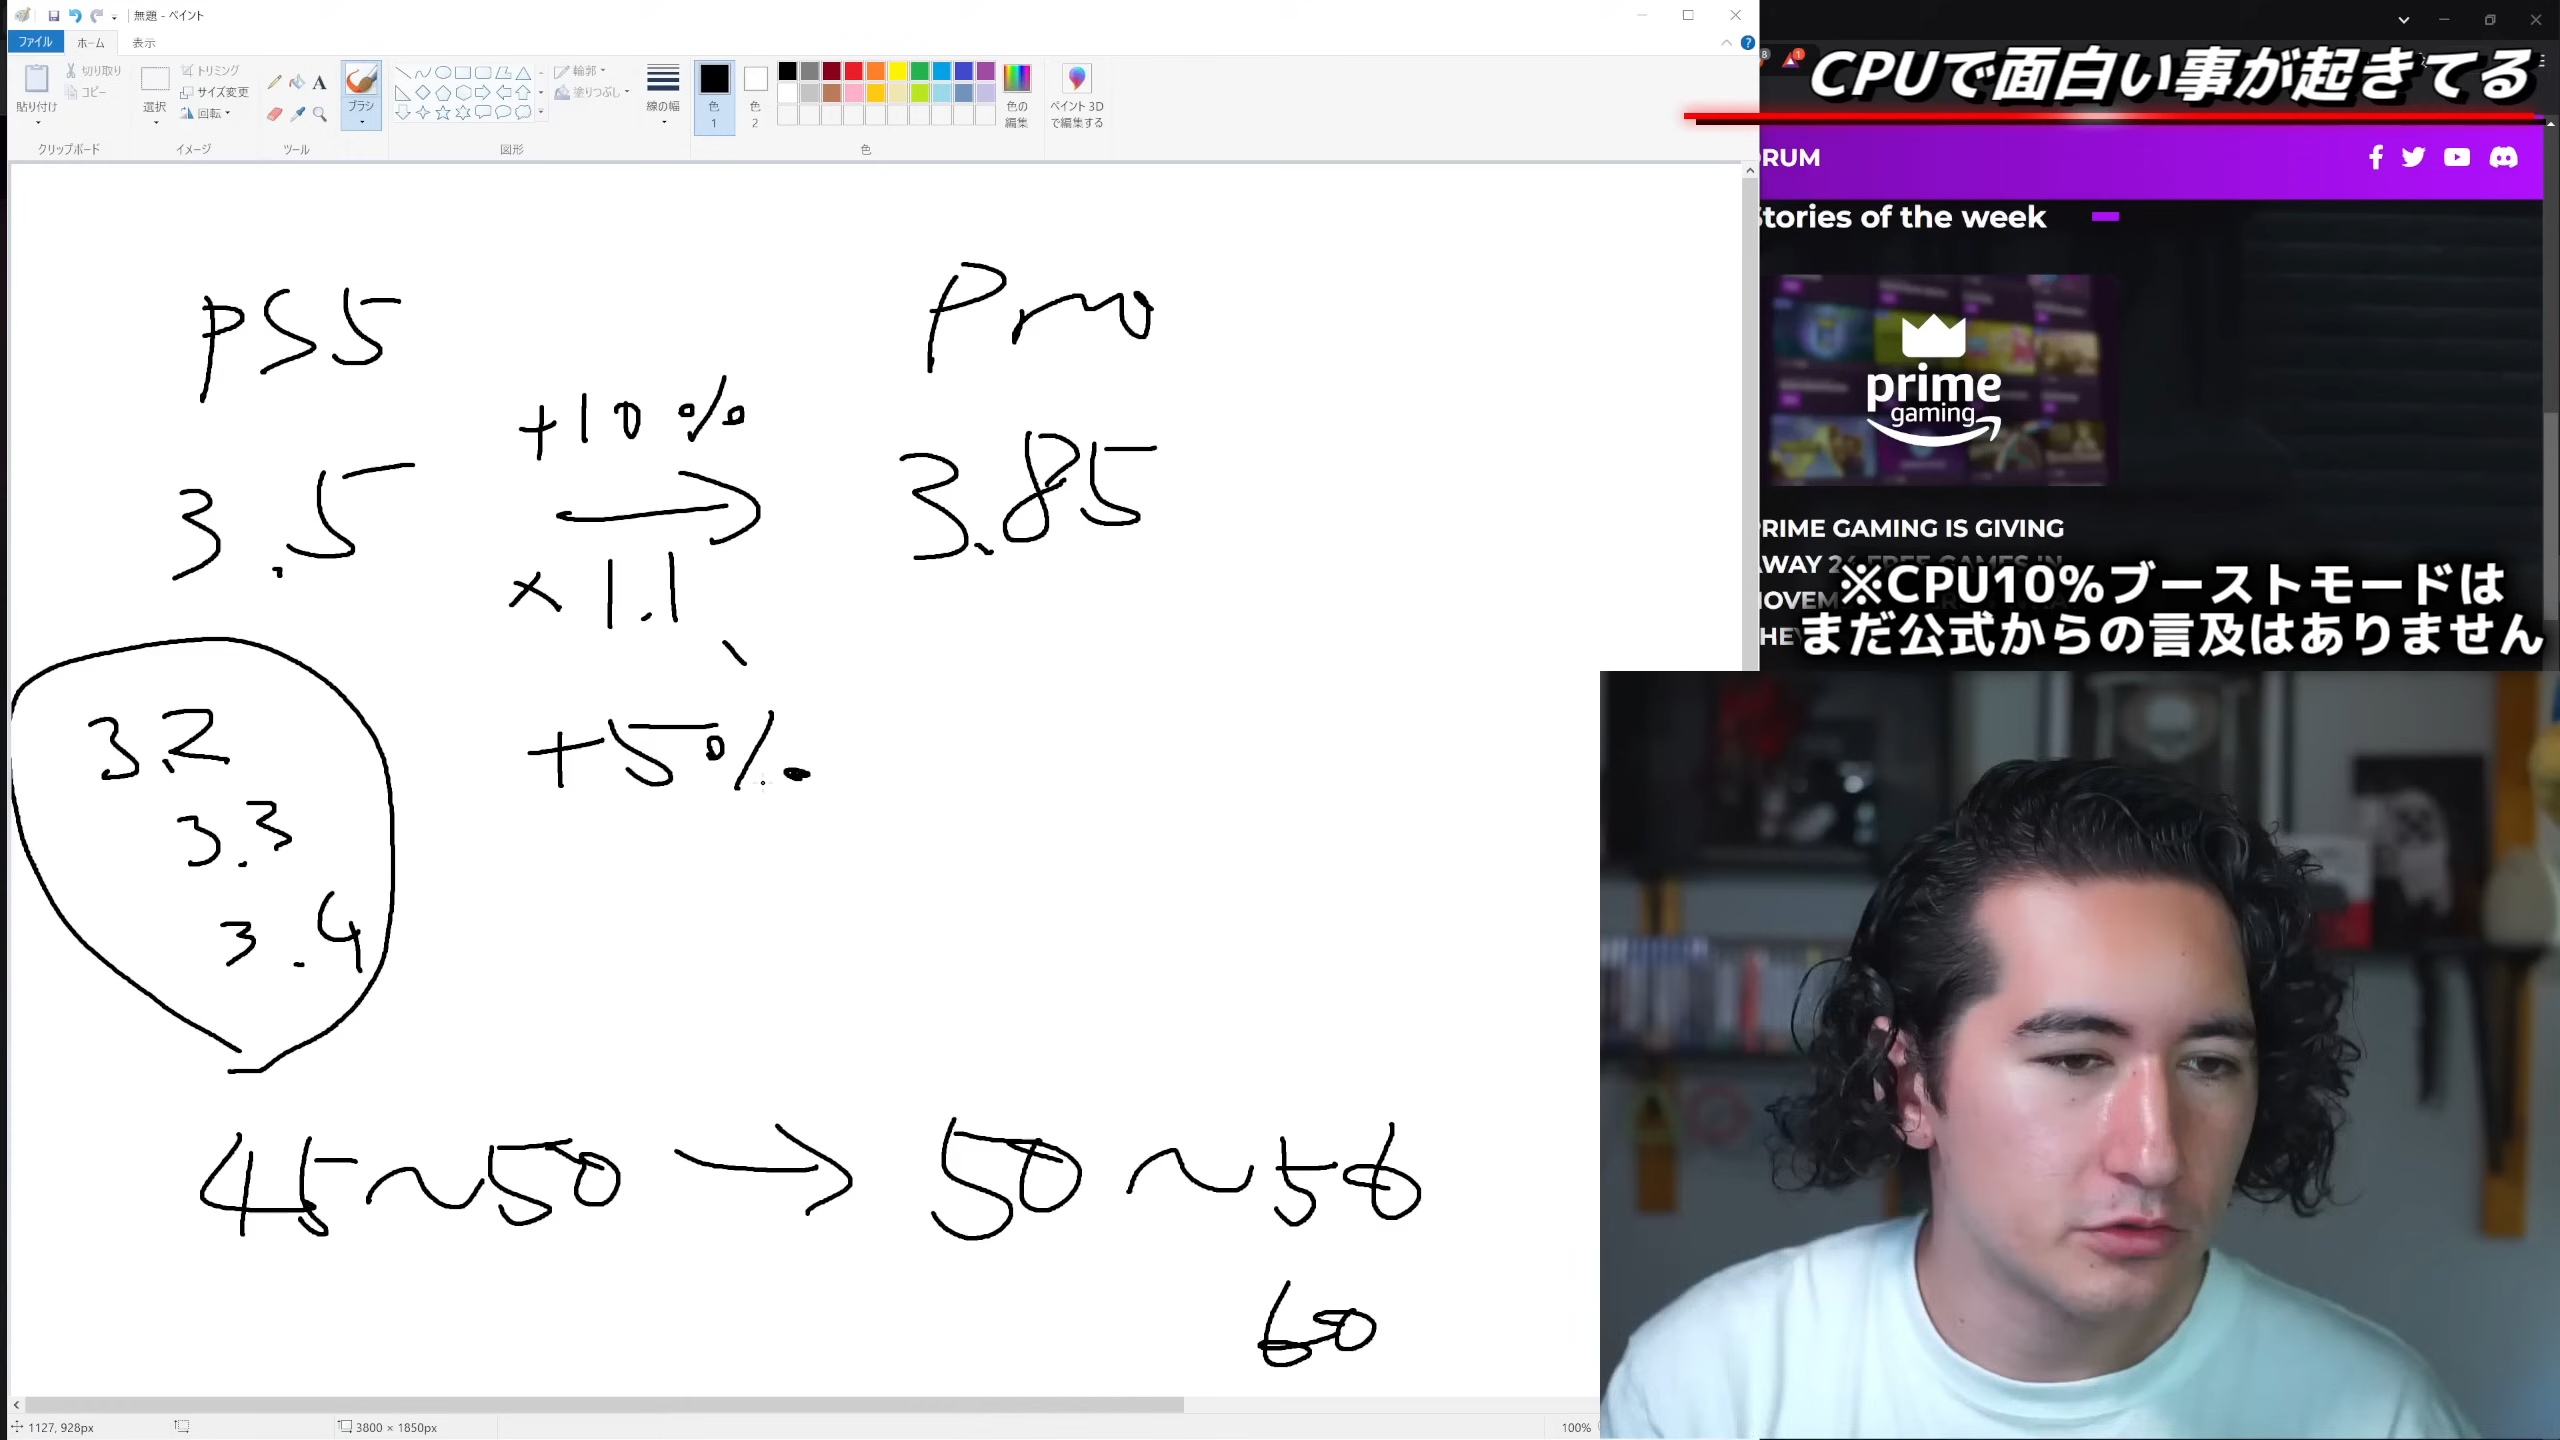 無題 - ペイント
ファイル
ホーム
表示
貼り付け
切り取り
コピー
クリップボード
選択
トリミング
サイズ変更
回転
イメージ
ツール
ブラシ
輪郭
塗りつぶし
図形
線の幅
色
1
色
2
色の
編集
ペイント 3D
で編集する
色
CPUで面白い事が起きてる
RUM
Stories of the week
prime
gaming
PRIME GAMING IS GIVING
AWAY 24 FREE GAMES IN
※CPU10%ブーストモードは
まだ公式からの言及はありません
PS5
Pro
+10%
3.5
3.85
×1.1
3.2
+5%
3.3
3.4
45~50
50~56
60
1127, 928px
3800 × 1850px
100%